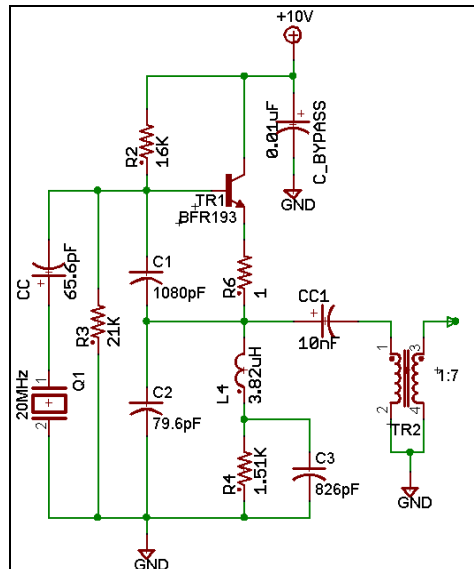 +10V
R2
16K
0.01uF
C_BYPASS
GND
TR1
BFR193
CC
65.6pF
C1
1080pF
R6
1
CC1
10nF
R3
21K
1
3
1:7
2
4
TR2
GND
20MHz
1
2
Q1
C2
79.6pF
L4
3.82uH
R4
1.51K
C3
826pF
GND